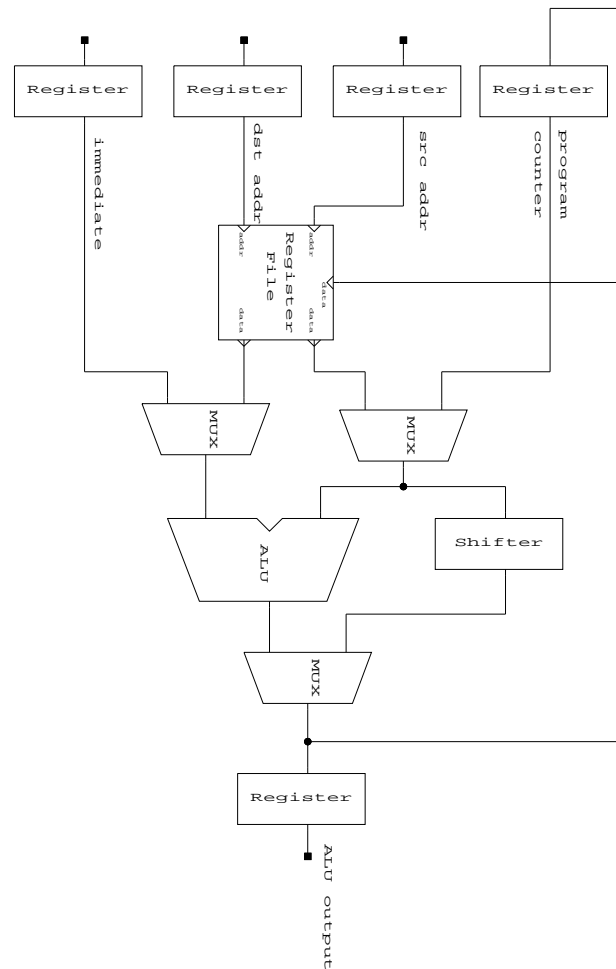 Register
Register
Register
Register
immediate
dst addr
src addr
program
counter
addr
addr
Register
File
data
data
data
MUX
MUX
ALU
Shifter
MUX
Register
ALU output